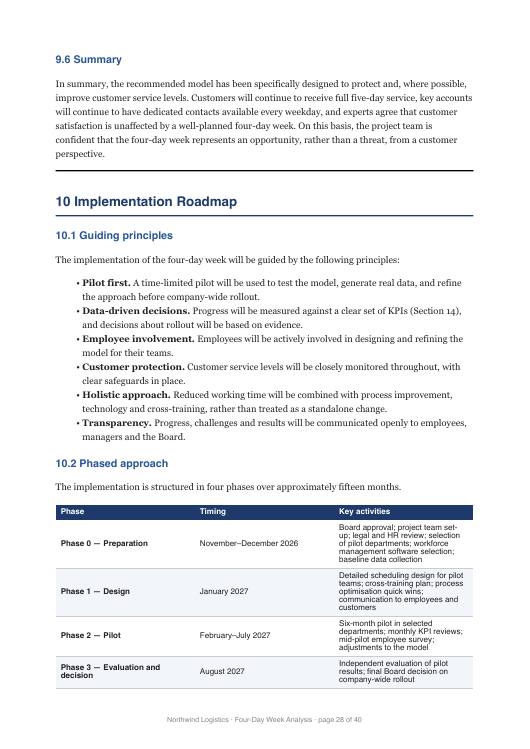 9.6 Summary
In summary, the recommended model has been specifically designed to protect and, where possible,
improve customer service levels. Customers will continue to receive full five-day service, key accounts
will continue to have dedicated contacts available every weekday, and experts agree that customer
satisfaction is unaffected by a well-planned four-day week. On this basis, the project team is
confident that the four-day week represents an opportunity, rather than a threat, from a customer
perspective.
10 Implementation Roadmap
10.1 Guiding principles
The implementation of the four-day week will be guided by the following principles:
• Pilot first. A time-limited pilot will be used to test the model, generate real data, and refine
the approach before company-wide rollout.
• Data-driven decisions. Progress will be measured against a clear set of KPIs (Section 14),
and decisions about rollout will be based on evidence.
• Employee involvement. Employees will be actively involved in designing and refining the
model for their teams.
• Customer protection. Customer service levels will be closely monitored throughout, with
clear safeguards in place.
• Holistic approach. Reduced working time will be combined with process improvement,
technology and cross-training, rather than treated as a standalone change.
• Transparency. Progress, challenges and results will be communicated openly to employees,
managers and the Board.
10.2 Phased approach
The implementation is structured in four phases over approximately fifteen months.
Phase Timing Key activities
Phase 0 — Preparation November–December 2026 Board approval; project team set-
up; legal and HR review; selection
of pilot departments; workforce
management software selection;
baseline data collection
Phase 1 — Design January 2027 Detailed scheduling design for pilot
teams; cross-training plan; process
optimisation quick wins;
communication to employees and
customers
Phase 2 — Pilot February–July 2027 Six-month pilot in selected
departments; monthly KPI reviews;
mid-pilot employee survey;
adjustments to the model
Phase 3 — Evaluation and
decision August 2027 Independent evaluation of pilot
results; final Board decision on
company-wide rollout
Northwind Logistics · Four-Day Week Analysis · page 28 of 40